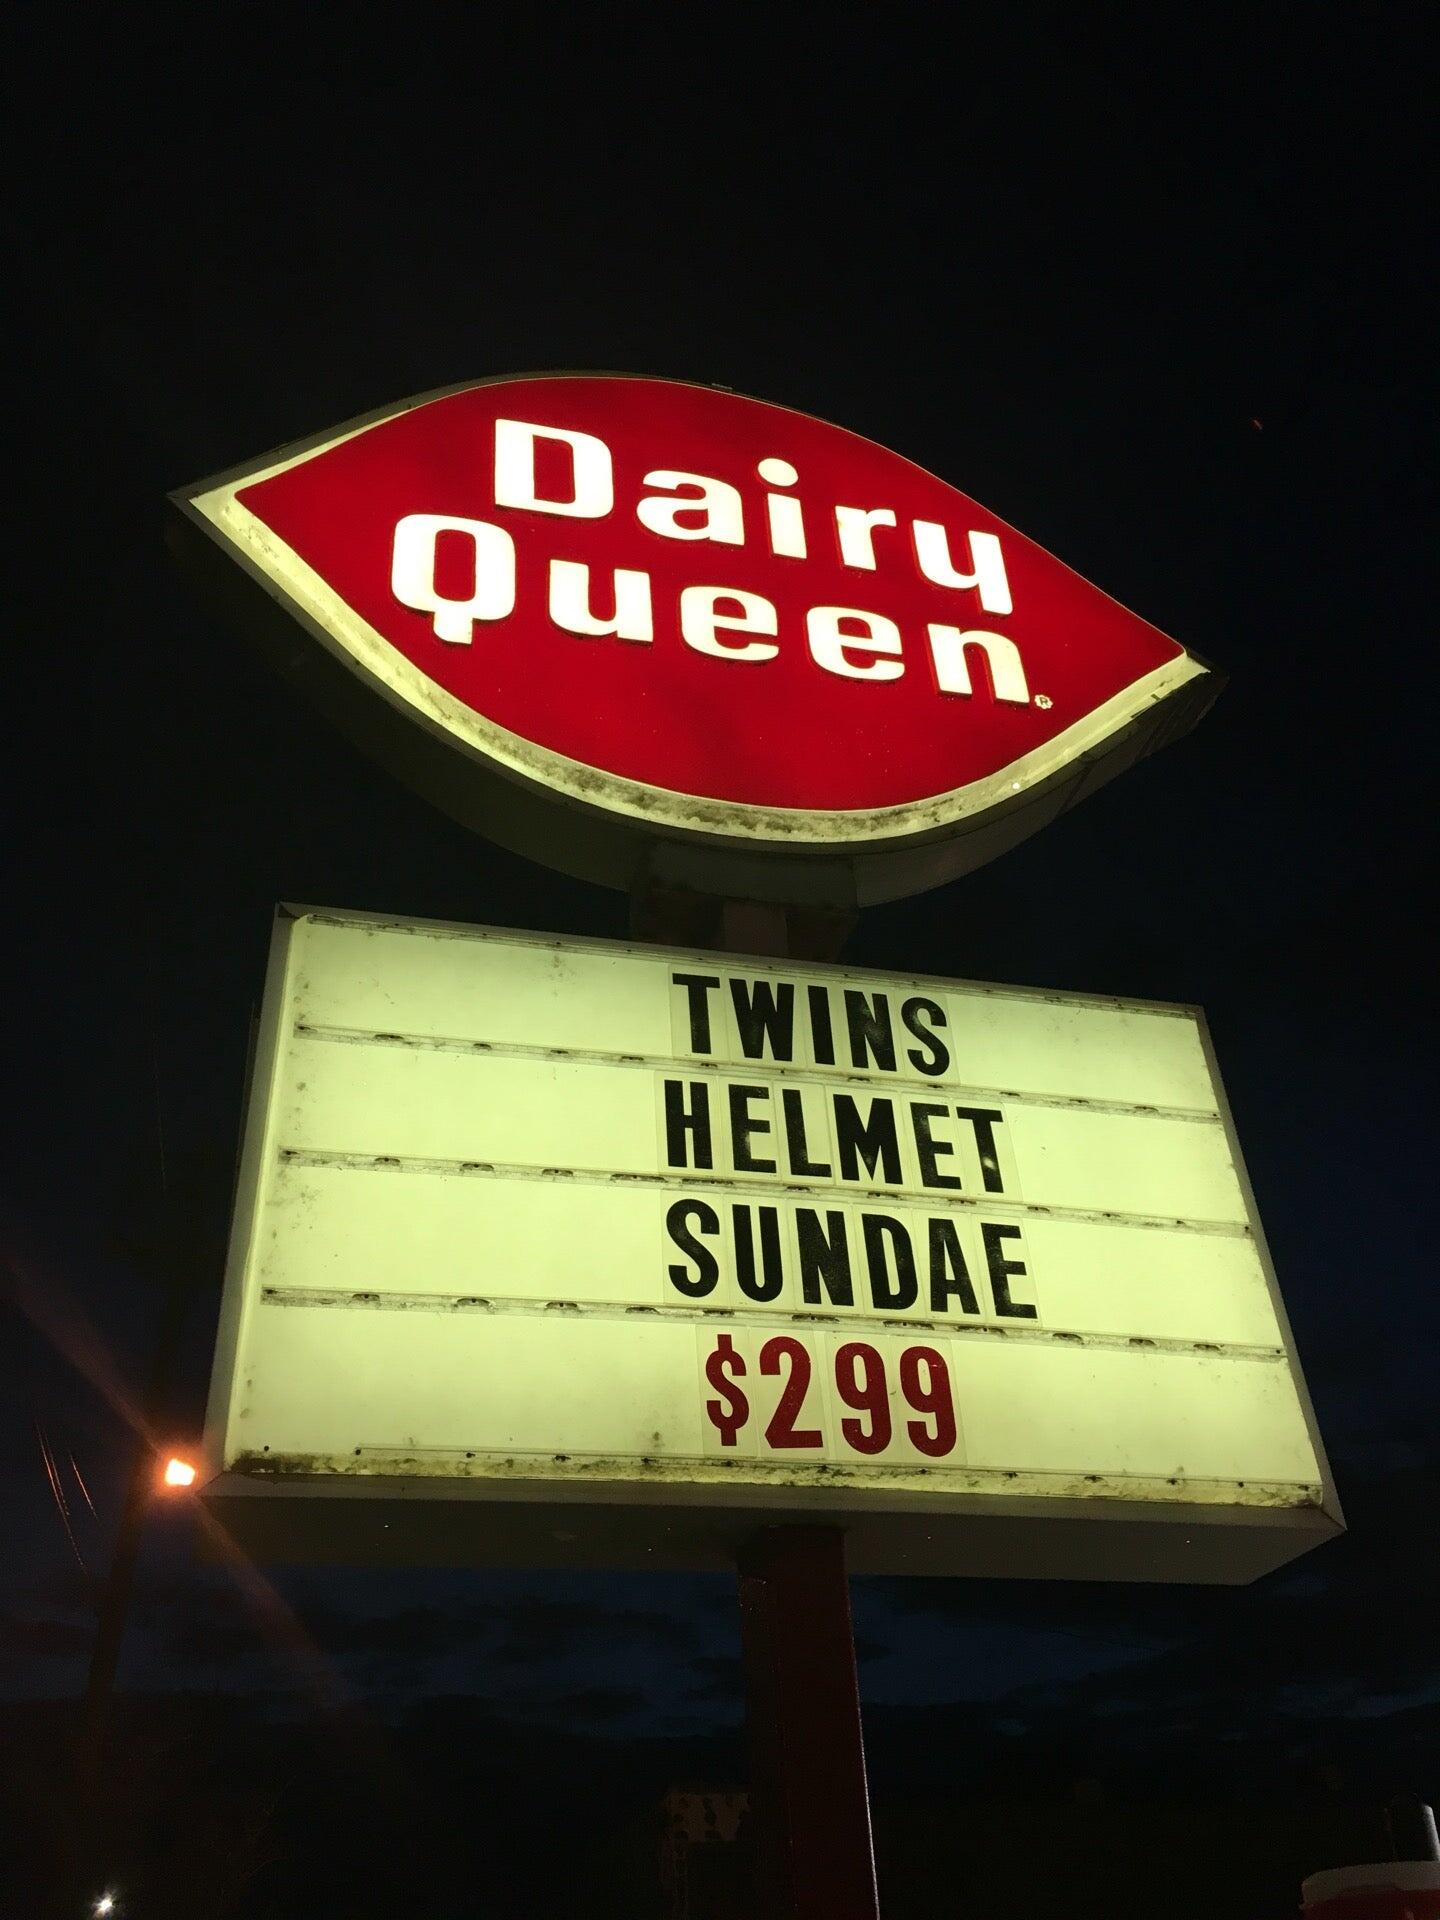 Dairy
Queen®
TWINS
HELMET
SUNDAE
$299